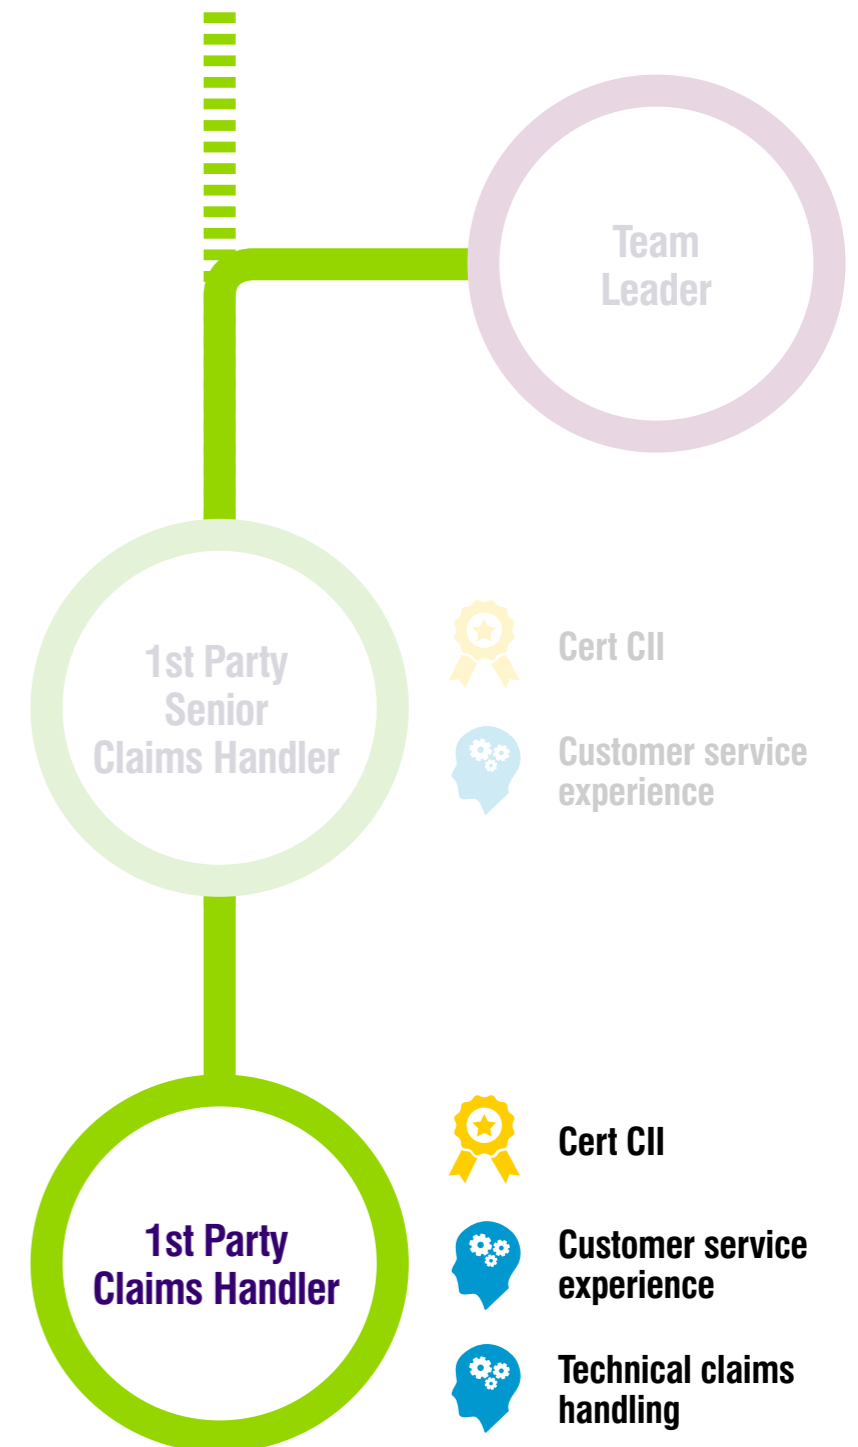 Team
Leader
1st Party
Senior
Claims Handler
Cert CII
Customer service
experience
1st Party
Claims Handler
Cert CII
Customer service
experience
Technical claims
handling